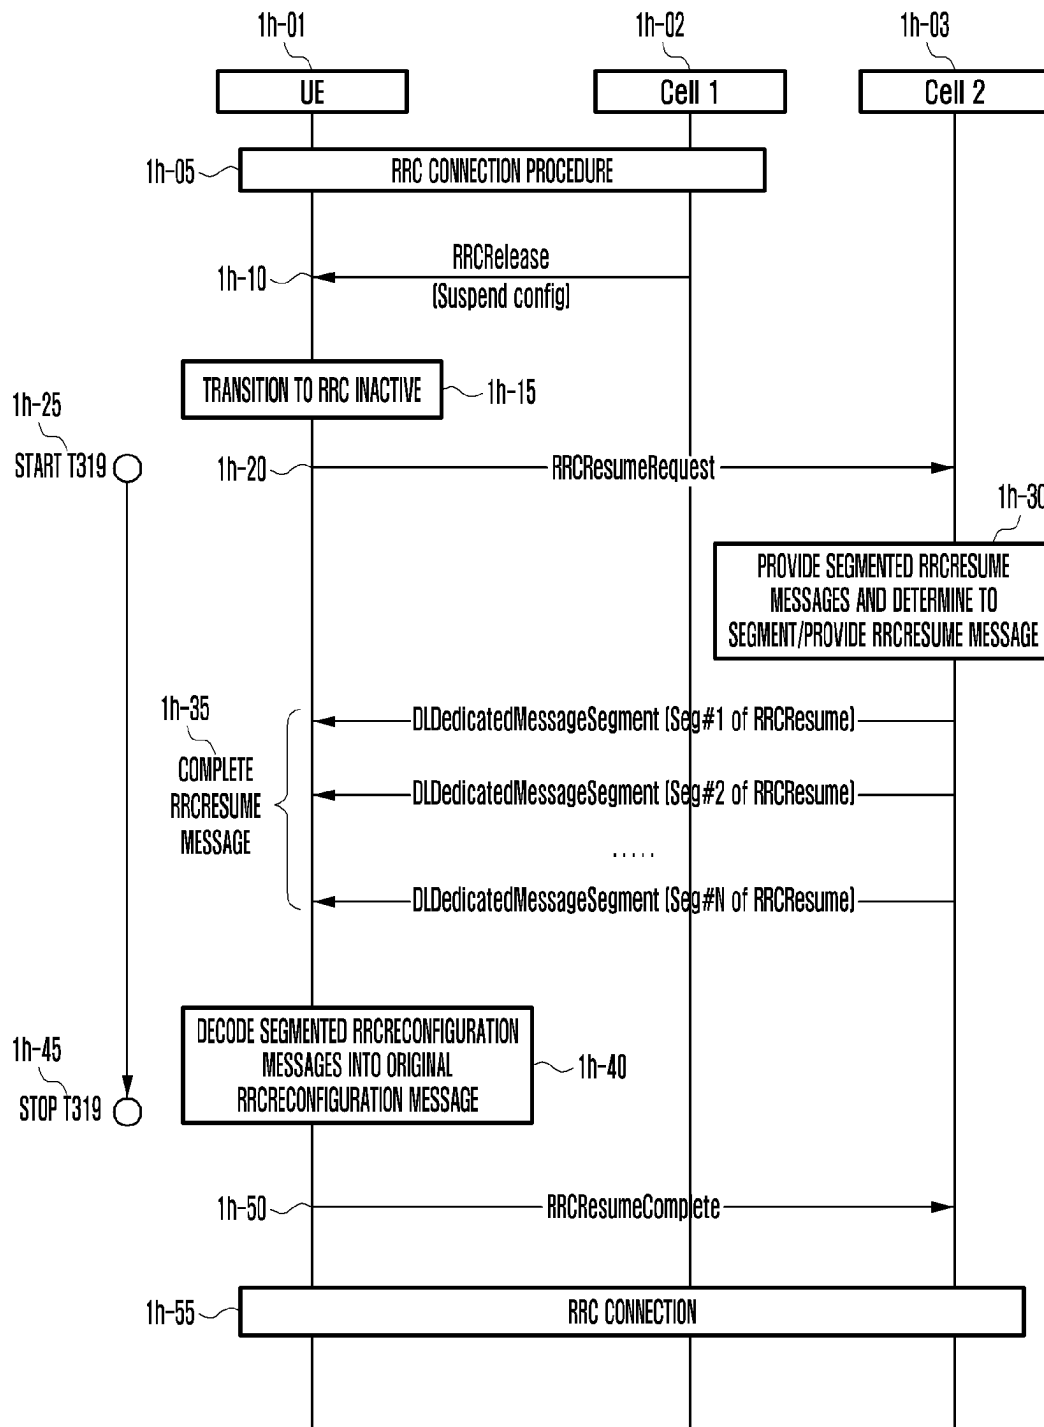 1h-01
1h-02
1h-03
UE
Cell 1
Cell 2
1h-05
RRC CONNECTION PROCEDURE
RRCRelease
1h-10
(Suspend config)
TRANSITION TO RRC INACTIVE
1h-15
1h-25
START T319
1h-20
RRCResumeRequest
1h-30
PROVIDE SEGMENTED RRCRESUME
MESSAGES AND DETERMINE TO
SEGMENT/PROVIDE RRCRESUME MESSAGE
1h-35
COMPLETE
RRCRESUME
MESSAGE
DLDedicatedMessageSegment (Seg#1 of RRCResume)
DLDedicatedMessageSegment (Seg#2 of RRCResume)
.....
DLDedicatedMessageSegment (Seg#N of RRCResume)
DECODE SEGMENTED RRCRECONFIGURATION
MESSAGES INTO ORIGINAL
RRCRECONFIGURATION MESSAGE
1h-40
1h-45
STOP T319
1h-50
RRCResumeComplete
1h-55
RRC CONNECTION